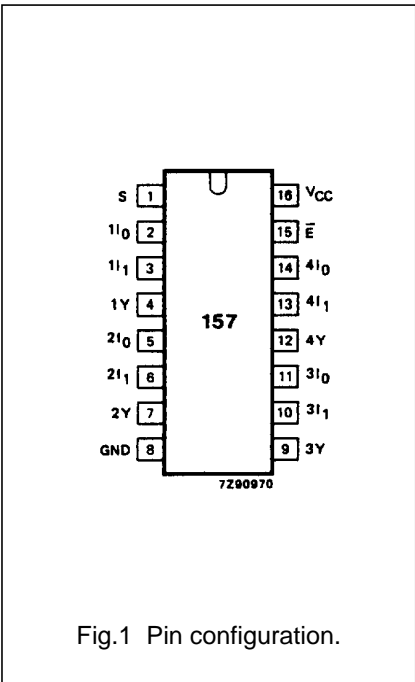 S 1 16 VCC
1I0 2 15 E̅
1I1 3 14 4I0
1Y 4 13 4I1
157
2I0 5 12 4Y
2I1 6 11 3I0
2Y 7 10 3I1
GND 8 9 3Y
7Z90970
Fig.1 Pin configuration.